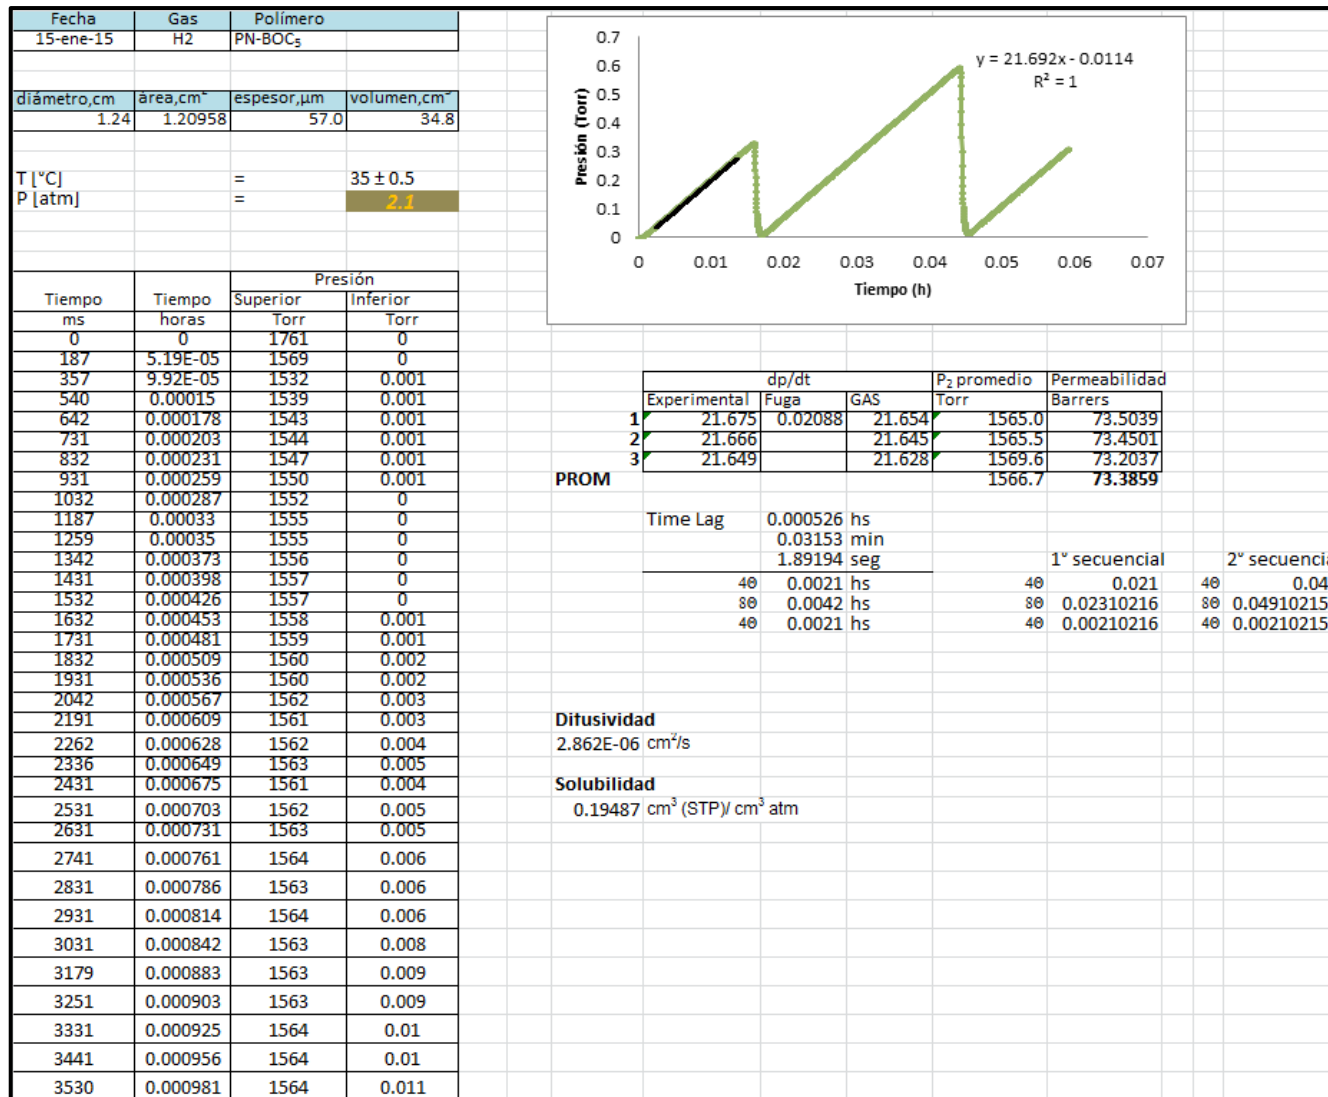 Fecha Gas Polímero
15-ene-15 H2 PN-BOC₅
diámetro,cm área,cm² espesor,µm volumen,cm³
1.24 1.20958 57.0 34.8
T [°C] = 35 ± 0.5
P [atm] = 2.1
0.7
0.6
0.5
0.4
0.3
0.2
0.1
0
Presión (Torr)
y = 21.692x - 0.0114
R² = 1
0 0.01 0.02 0.03 0.04 0.05 0.06 0.07
Tiempo (h)
Presión
Tiempo Tiempo Superior Inferior
ms horas Torr Torr
0 0 1761 0
187 5.19E-05 1569 0
357 9.92E-05 1532 0.001
540 0.00015 1539 0.001
642 0.000178 1543 0.001
731 0.000203 1544 0.001
832 0.000231 1547 0.001
931 0.000259 1550 0.001
1032 0.000287 1552 0
1187 0.00033 1555 0
1259 0.00035 1555 0
1342 0.000373 1556 0
1431 0.000398 1557 0
1532 0.000426 1557 0
1632 0.000453 1558 0.001
1731 0.000481 1559 0.001
1832 0.000509 1560 0.002
1931 0.000536 1560 0.002
2042 0.000567 1562 0.003
2191 0.000609 1561 0.003
2262 0.000628 1562 0.004
2336 0.000649 1563 0.005
2431 0.000675 1561 0.004
2531 0.000703 1562 0.005
2631 0.000731 1563 0.005
2741 0.000761 1564 0.006
2831 0.000786 1563 0.006
2931 0.000814 1564 0.006
3031 0.000842 1563 0.008
3179 0.000883 1563 0.009
3251 0.000903 1563 0.009
3331 0.000925 1564 0.01
3441 0.000956 1564 0.01
3530 0.000981 1564 0.011
dp/dt P₂ promedio Permeabilidad
Experimental Fuga GAS Torr Barrers
1 21.675 0.02088 21.654 1565.0 73.5039
2 21.666 21.645 1565.5 73.4501
3 21.649 21.628 1569.6 73.2037
PROM 1566.7 73.3859
Time Lag 0.000526 hs
0.03153 min
1.89194 seg 1° secuencial 2° secuencia
4θ 0.0021 hs 4θ 0.021 4θ 0.04
8θ 0.0042 hs 8θ 0.02310216 8θ 0.04910215
4θ 0.0021 hs 4θ 0.00210216 4θ 0.00210215
Difusividad
2.862E-06 cm²/s
Solubilidad
0.19487 cm³ (STP)/ cm³ atm